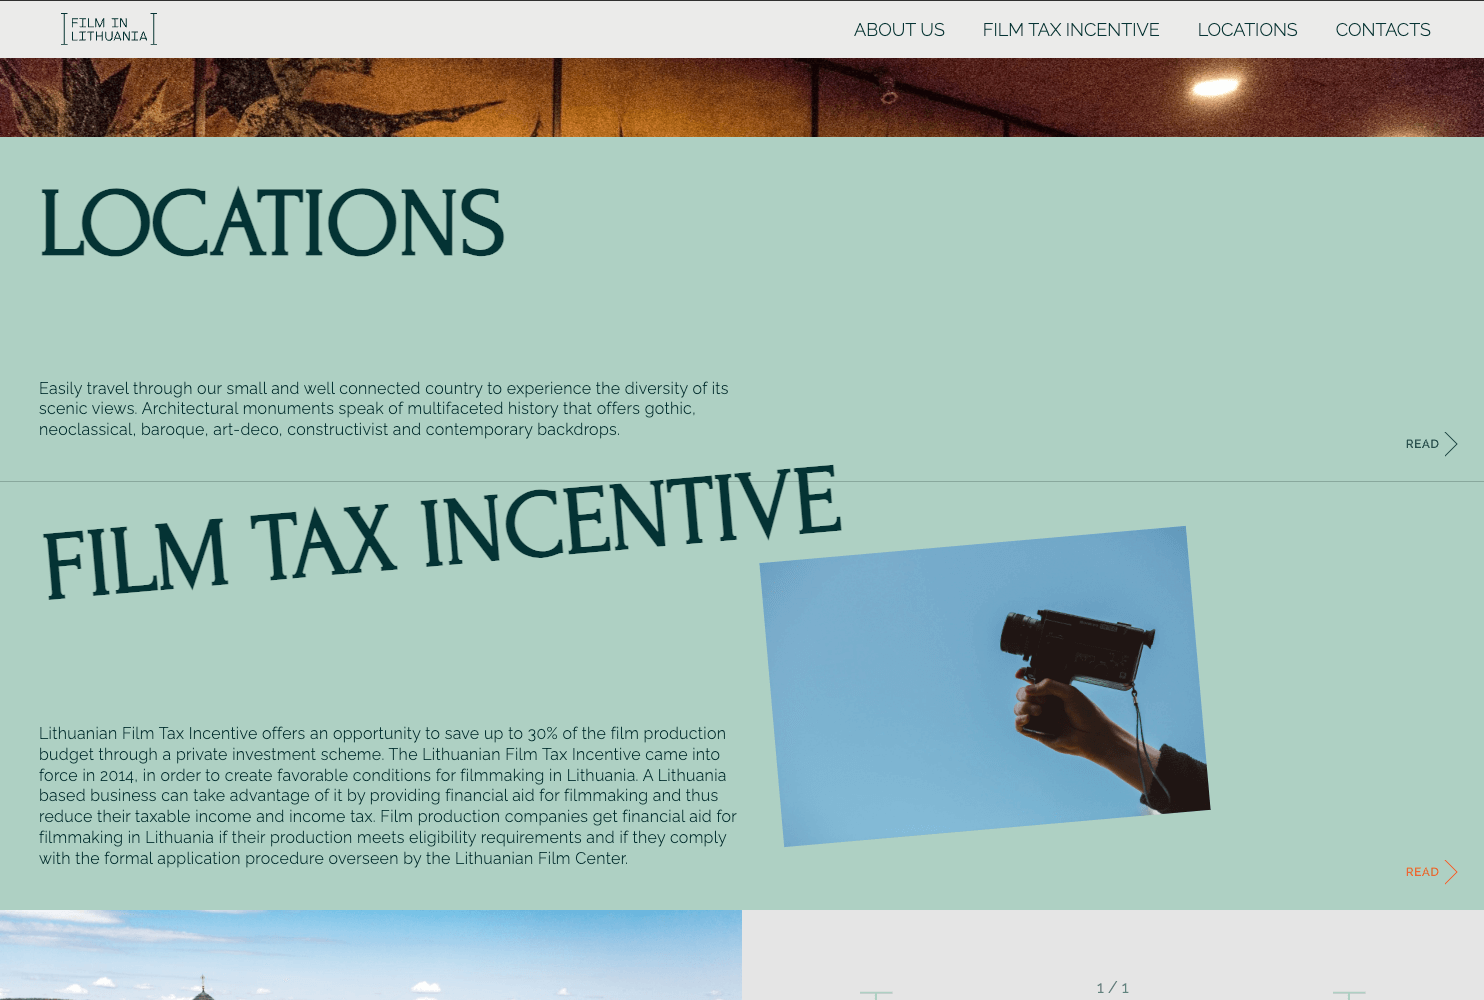 FILM IN
LITHUANIA
ABOUT US
FILM TAX INCENTIVE
LOCATIONS
CONTACTS
LOCATIONS
Easily travel through our small and well connected country to experience the diversity of its
scenic views. Architectural monuments speak of multifaceted history that offers gothic,
neoclassical, baroque, art-deco, constructivist and contemporary backdrops.
READ
FILM TAX INCENTIVE
Lithuanian Film Tax Incentive offers an opportunity to save up to 30% of the film production
budget through a private investment scheme. The Lithuanian Film Tax Incentive came into
force in 2014, in order to create favorable conditions for filmmaking in Lithuania. A Lithuania
based business can take advantage of it by providing financial aid for filmmaking and thus
reduce their taxable income and income tax. Film production companies get financial aid for
filmmaking in Lithuania if their production meets eligibility requirements and if they comply
with the formal application procedure overseen by the Lithuanian Film Center.
READ
1 / 1